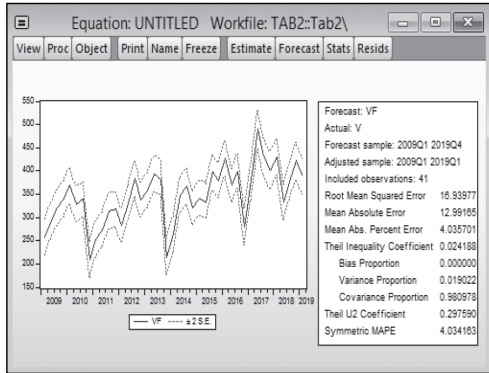 Equation: UNTITLED Workfile: TAB2::Tab2\
View Proc Object Print Name Freeze Estimate Forecast Stats Resids
550
500
450
400
350
300
250
200
150
2009 2010 2011 2012 2013 2014 2015 2016 2017 2018 2019
VF ± 2 S.E.
Forecast: VF
Actual: V
Forecast sample: 2009Q1 2019Q4
Adjusted sample: 2009Q1 2019Q1
Included observations: 41
Root Mean Squared Error 16.93977
Mean Absolute Error 12.99165
Mean Abs. Percent Error 4.035701
Theil Inequality Coefficient 0.024188
Bias Proportion 0.000000
Variance Proportion 0.019022
Covariance Proportion 0.980978
Theil U2 Coefficient 0.297590
Symmetric MAPE 4.034163